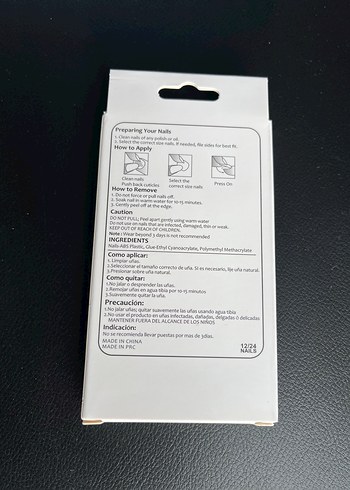 Preparing Your Nails
1. Clean nails of any polish or oil.
2. Select the correct size nails, if needed, file sides for best fit.
How to Apply
Clean nails
Push back cuticles
Select the
correct size nails
Press On
How to Remove
1. Do not force or pull nails off.
2. Soak nail in warm water for 10-15 minutes.
3. Gently peel off at the edge.
Caution
DO NOT PULL. Peel apart gently using warm water
Do not use on nails that are infected, damaged, thin or weak.
KEEP OUT OF REACH OF CHILDREN.
Note: Wear beyond 3 days is not recommended
INGREDIENTS
Nails-ABS Plastic, Glue-Ethyl Cyanoacrylate, Polymethyl Methacrylate
Como aplicar:
1. Limpiar uñas.
2.Seleccionar el tamaño correcto de uña. Si es necesario, lije uña natural.
3.Presionar sobre uña natural.
Como quitar:
1.No jalar o desprender las uñas.
2.Remojar uñas en agua tibia por 10-15 minutos
3.Suavemente quitar la uña.
Precaución:
1.No jalar uñas; quitar suavemente las uñas usando agua tibia
2.No usar el producto en uñas infectadas, dañadas, delgadas ó delicadas
MANTENER FUERA DEL ALCANCE DE LOS NIÑOS
Indicación:
No se recomienda llevar puestas por mas de 3dias.
MADE IN CHINA
MADE IN PRC
12/24
NAILS